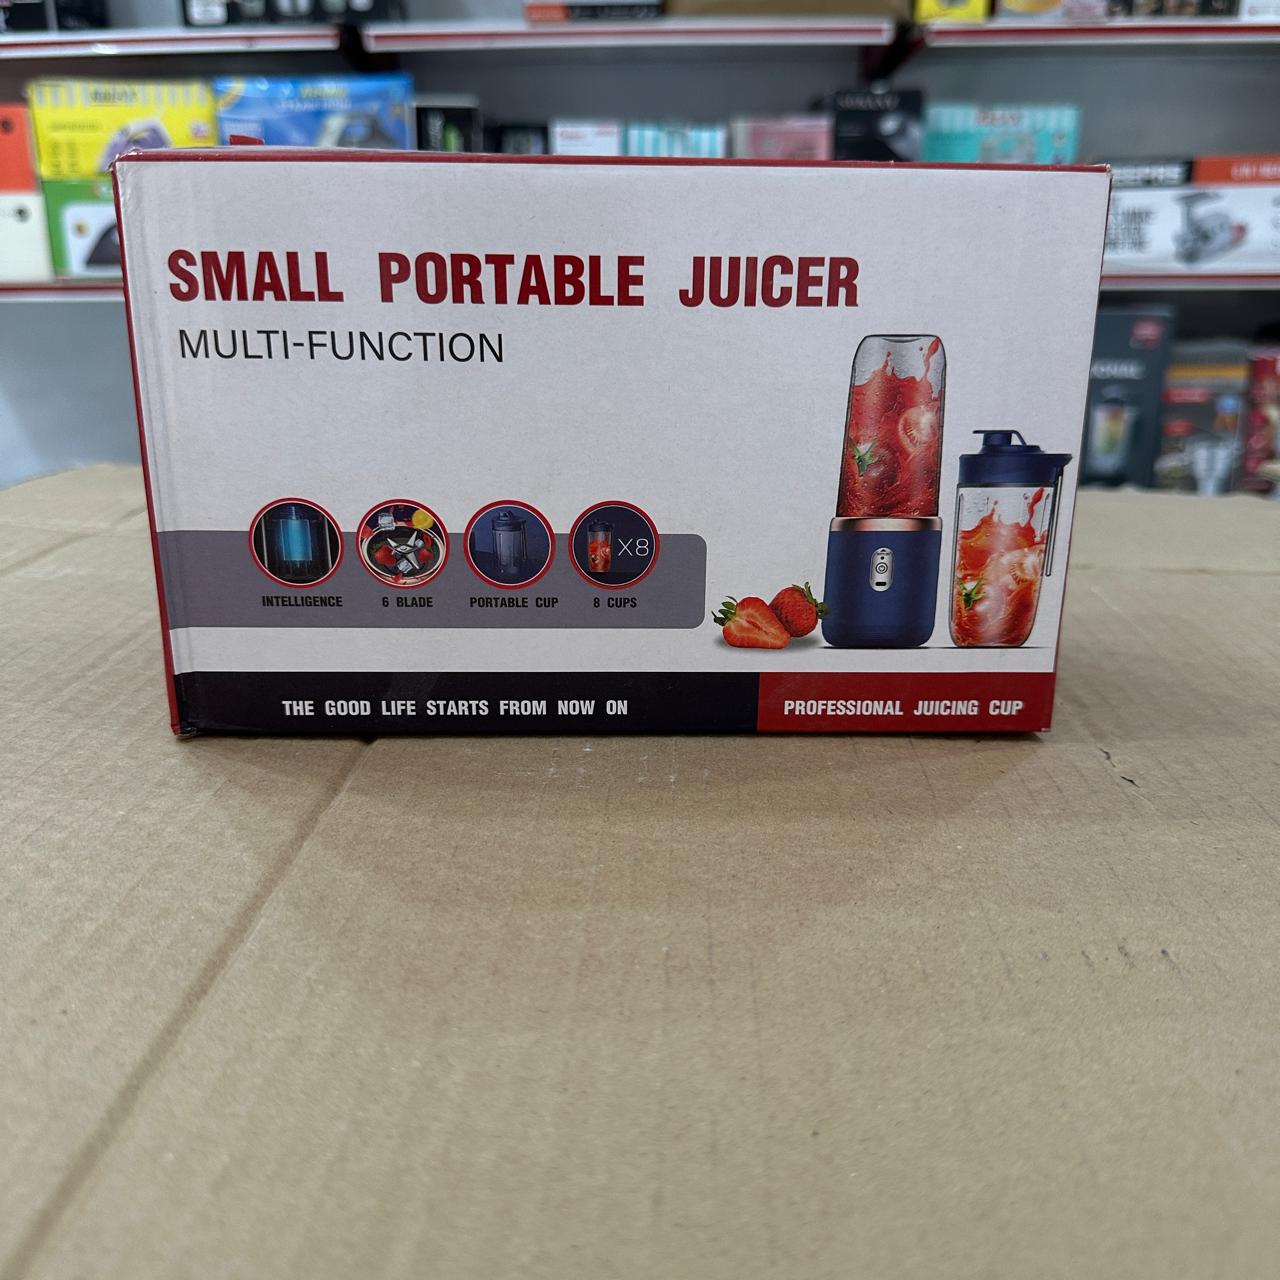 SMALL PORTABLE JUICER
MULTI-FUNCTION
X8
INTELLIGENCE
6 BLADE
PORTABLE CUP
8 CUPS
THE GOOD LIFE STARTS FROM NOW ON
PROFESSIONAL JUICING CUP